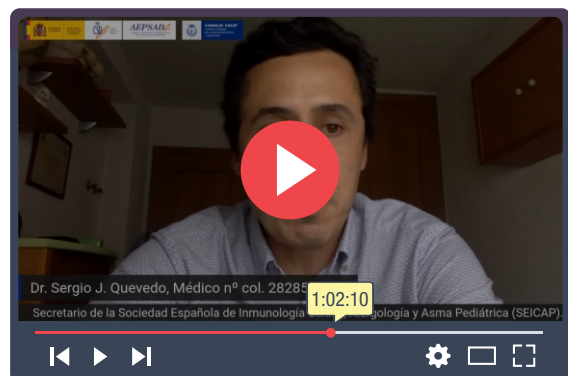 AEPSAD
Dr. Sergio J. Quevedo, Médico nº col. 28285
1:02:10
Secretario de la Sociedad Española de Inmunología Alergología y Asma Pediátrica (SEICAP).